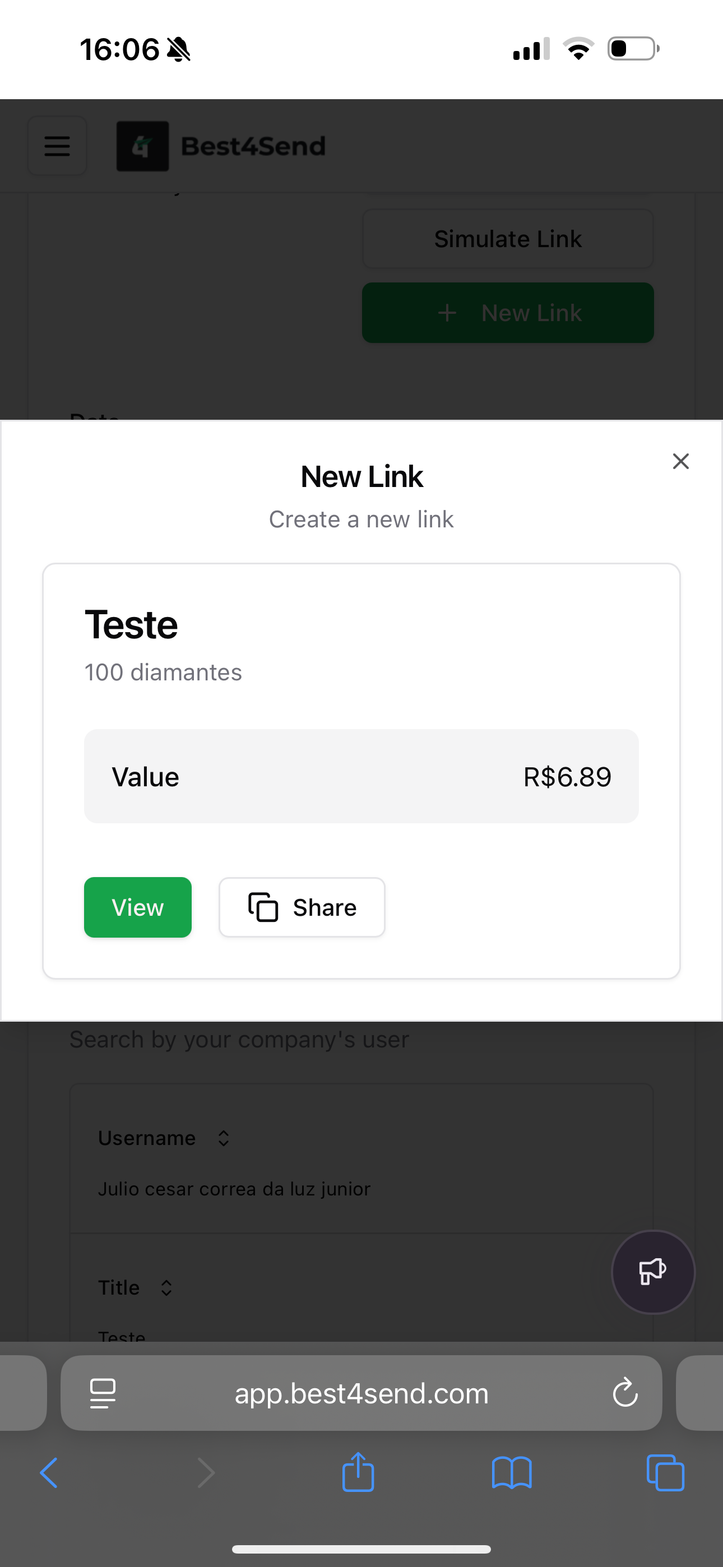 16:06
Best4Send
Simulate Link
+ New Link
New Link
Create a new link
Teste
100 diamantes
Value R$6.89
View Share
Search by your company's user
Username
Julio cesar correa da luz junior
Title
Teste
app.best4send.com